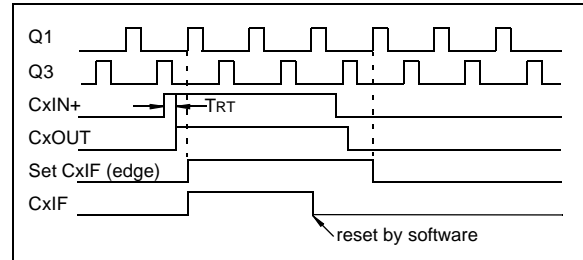 Q1
Q3
CxIN+
TRT
CxOUT
Set CxIF (edge)
CxIF
reset by software